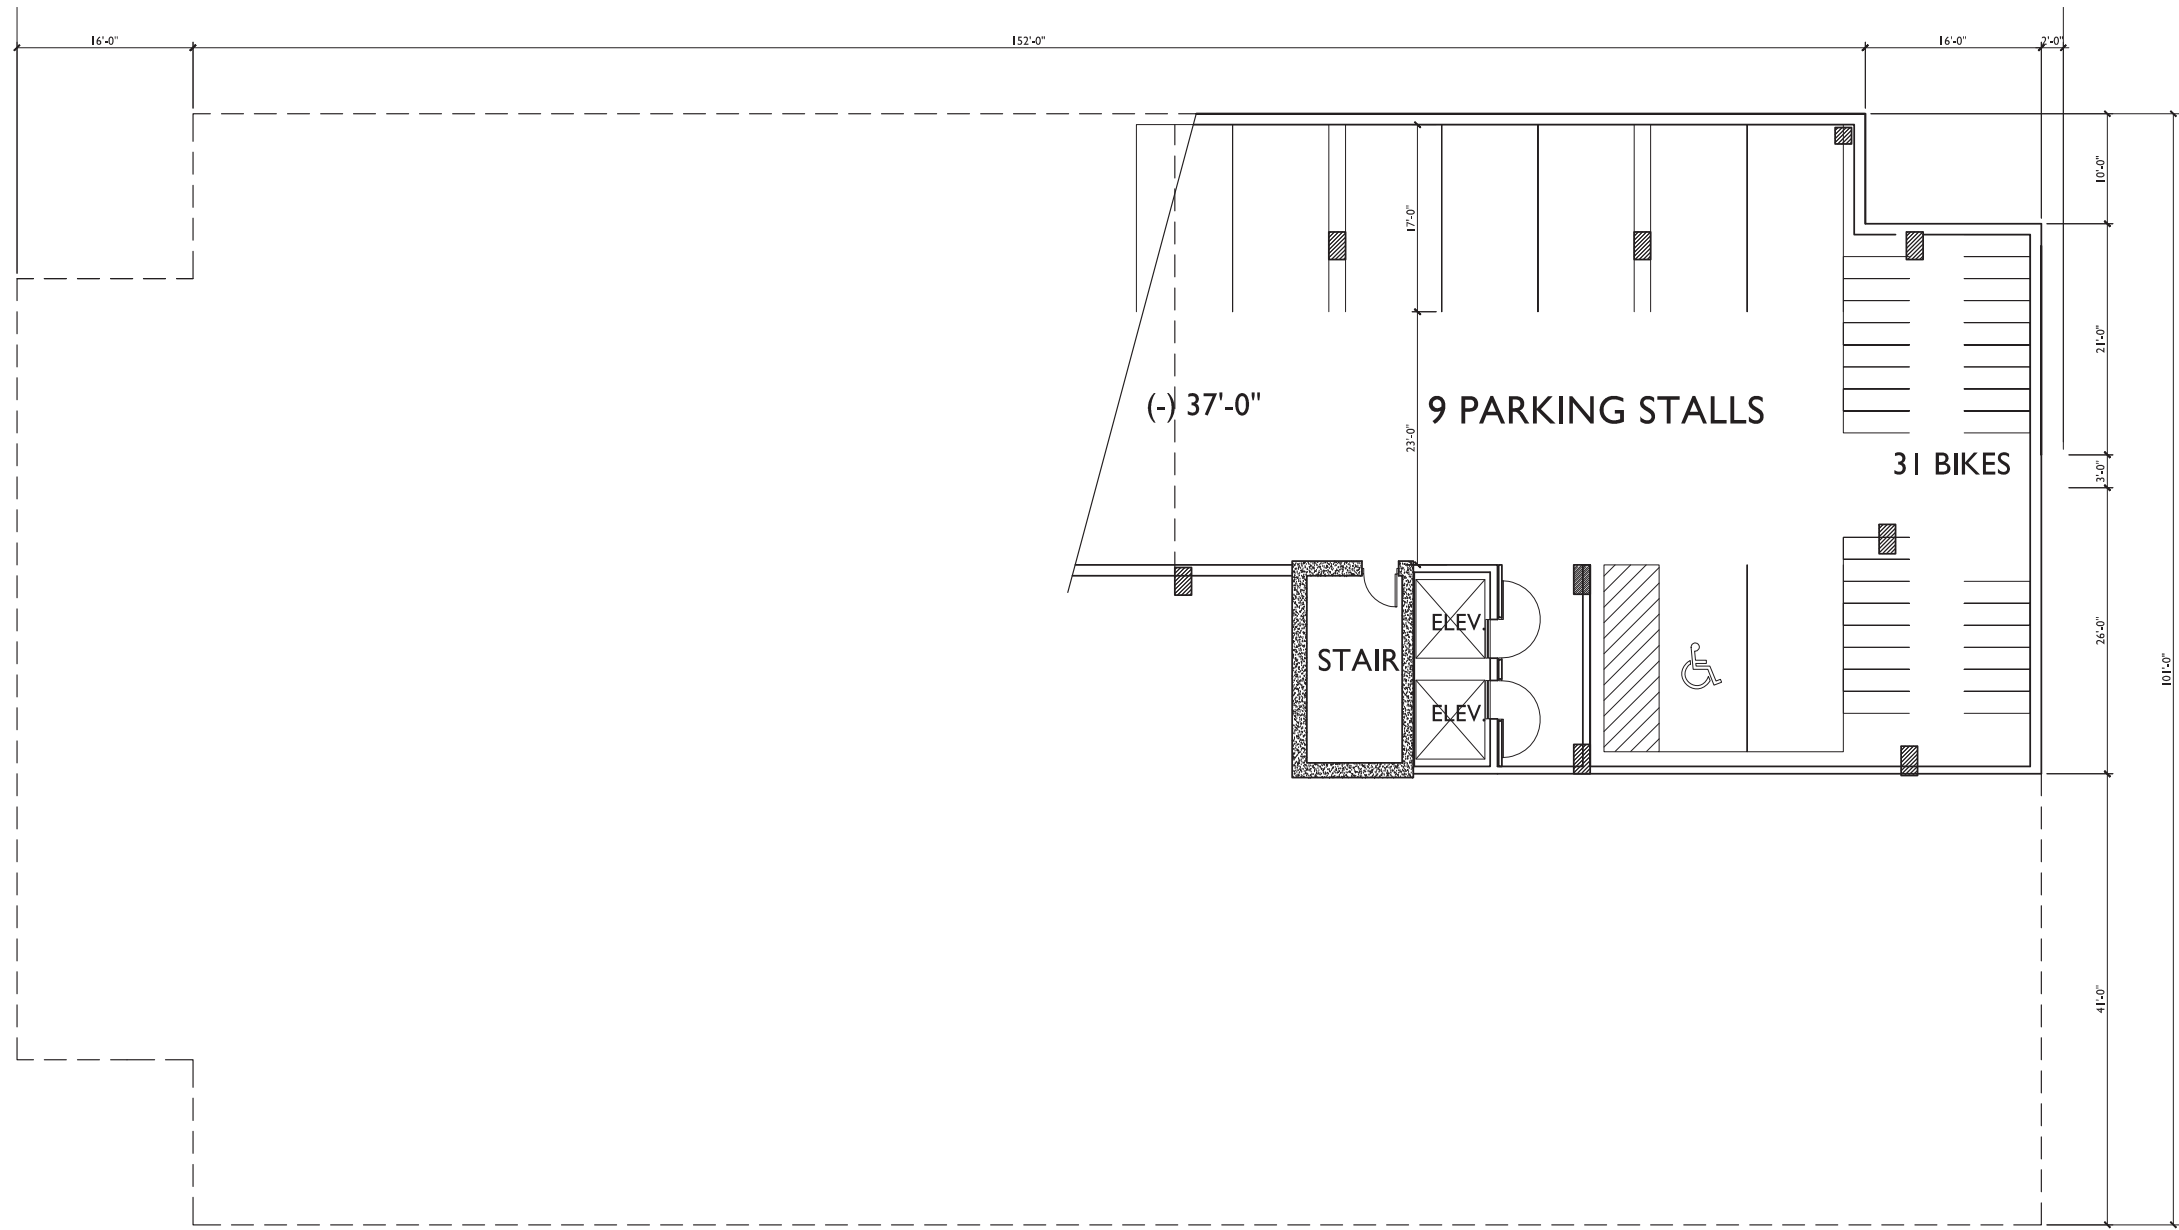 16'-0"
152'-0"
16'-0"
2'-0"
10'-0"
17'-0"
21'-0"
(-) 37'-0"
9 PARKING STALLS
23'-0"
31 BIKES
3'-0"
ELEV.
STAIR
26'-0"
101'-0"
ELEV.
41'-0"